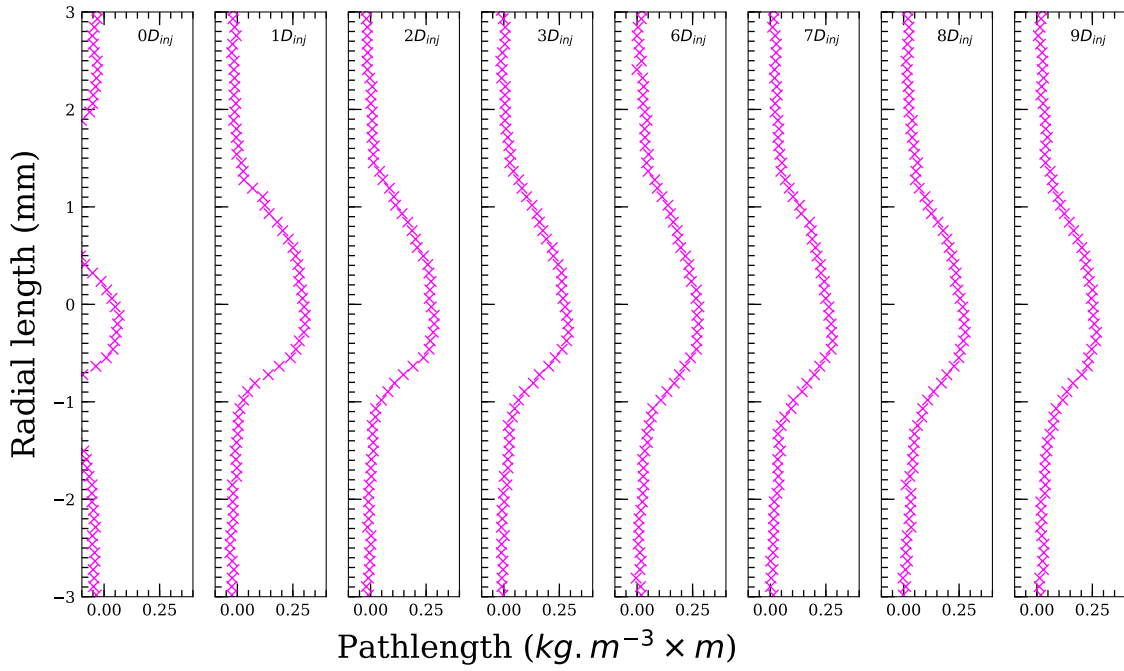 0D_inj 1D_inj 2D_inj 3D_inj 6D_inj 7D_inj 8D_inj 9D_inj
3
2
1
0
−1
−2
−3
Radial length (mm)
0.00 0.25 0.00 0.25 0.00 0.25 0.00 0.25 0.00 0.25 0.00 0.25 0.00 0.25 0.00 0.25
Pathlength (kg.m⁻³ × m)